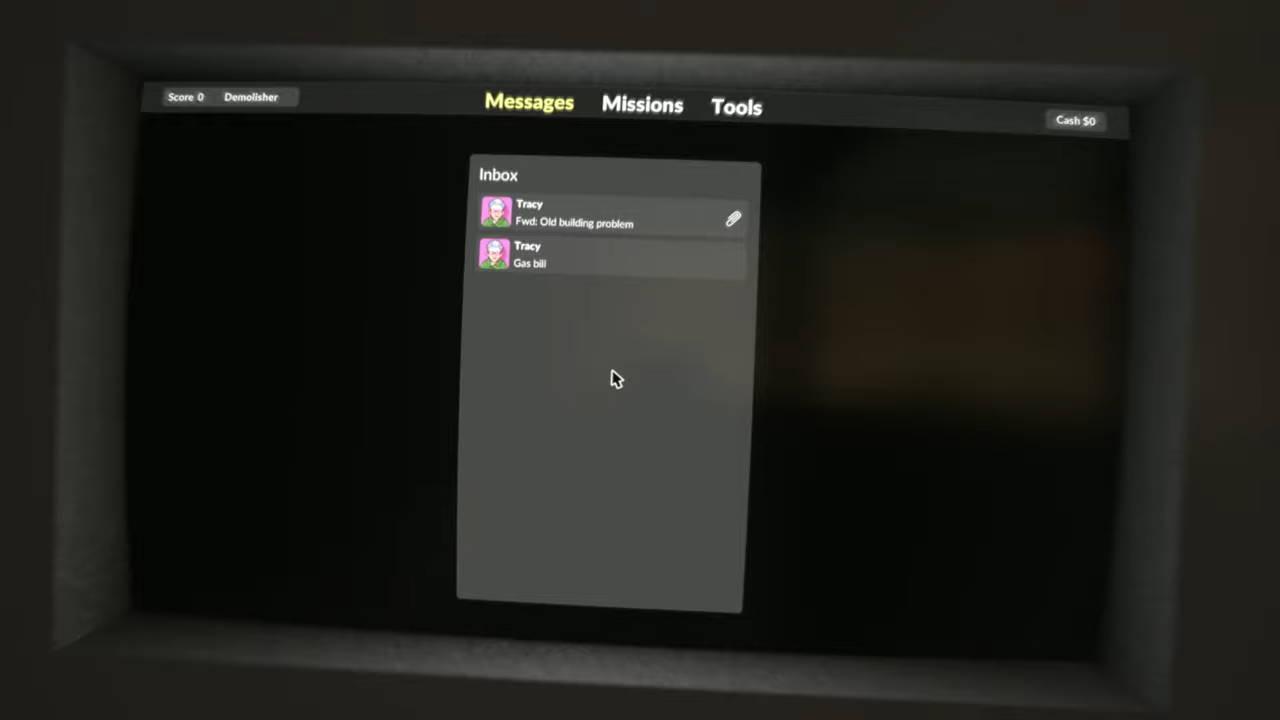 Score 0 Demolisher
Messages Missions Tools
Cash $0
Inbox
Tracy
Fwd: Old building problem
Tracy
Gas bill